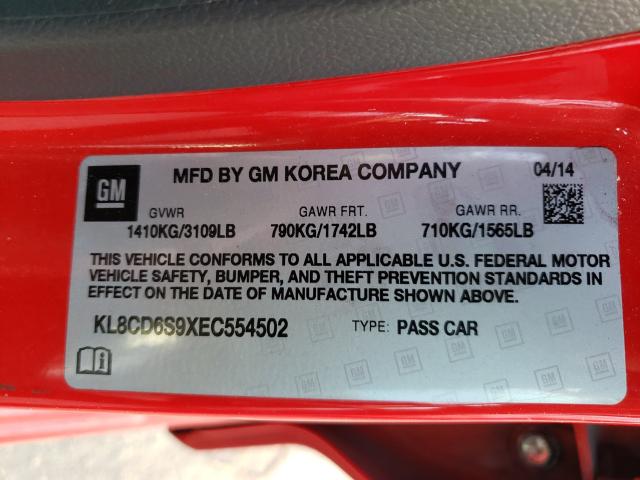 GM
MFD BY GM KOREA COMPANY 04/14
GVWR GAWR FRT. GAWR RR.
1410KG/3109LB 790KG/1742LB 710KG/1565LB
THIS VEHICLE CONFORMS TO ALL APPLICABLE U.S. FEDERAL MOTOR
VEHICLE SAFETY, BUMPER, AND THEFT PREVENTION STANDARDS IN
EFFECT ON THE DATE OF MANUFACTURE SHOWN ABOVE.
KL8CD6S9XEC554502 TYPE: PASS CAR